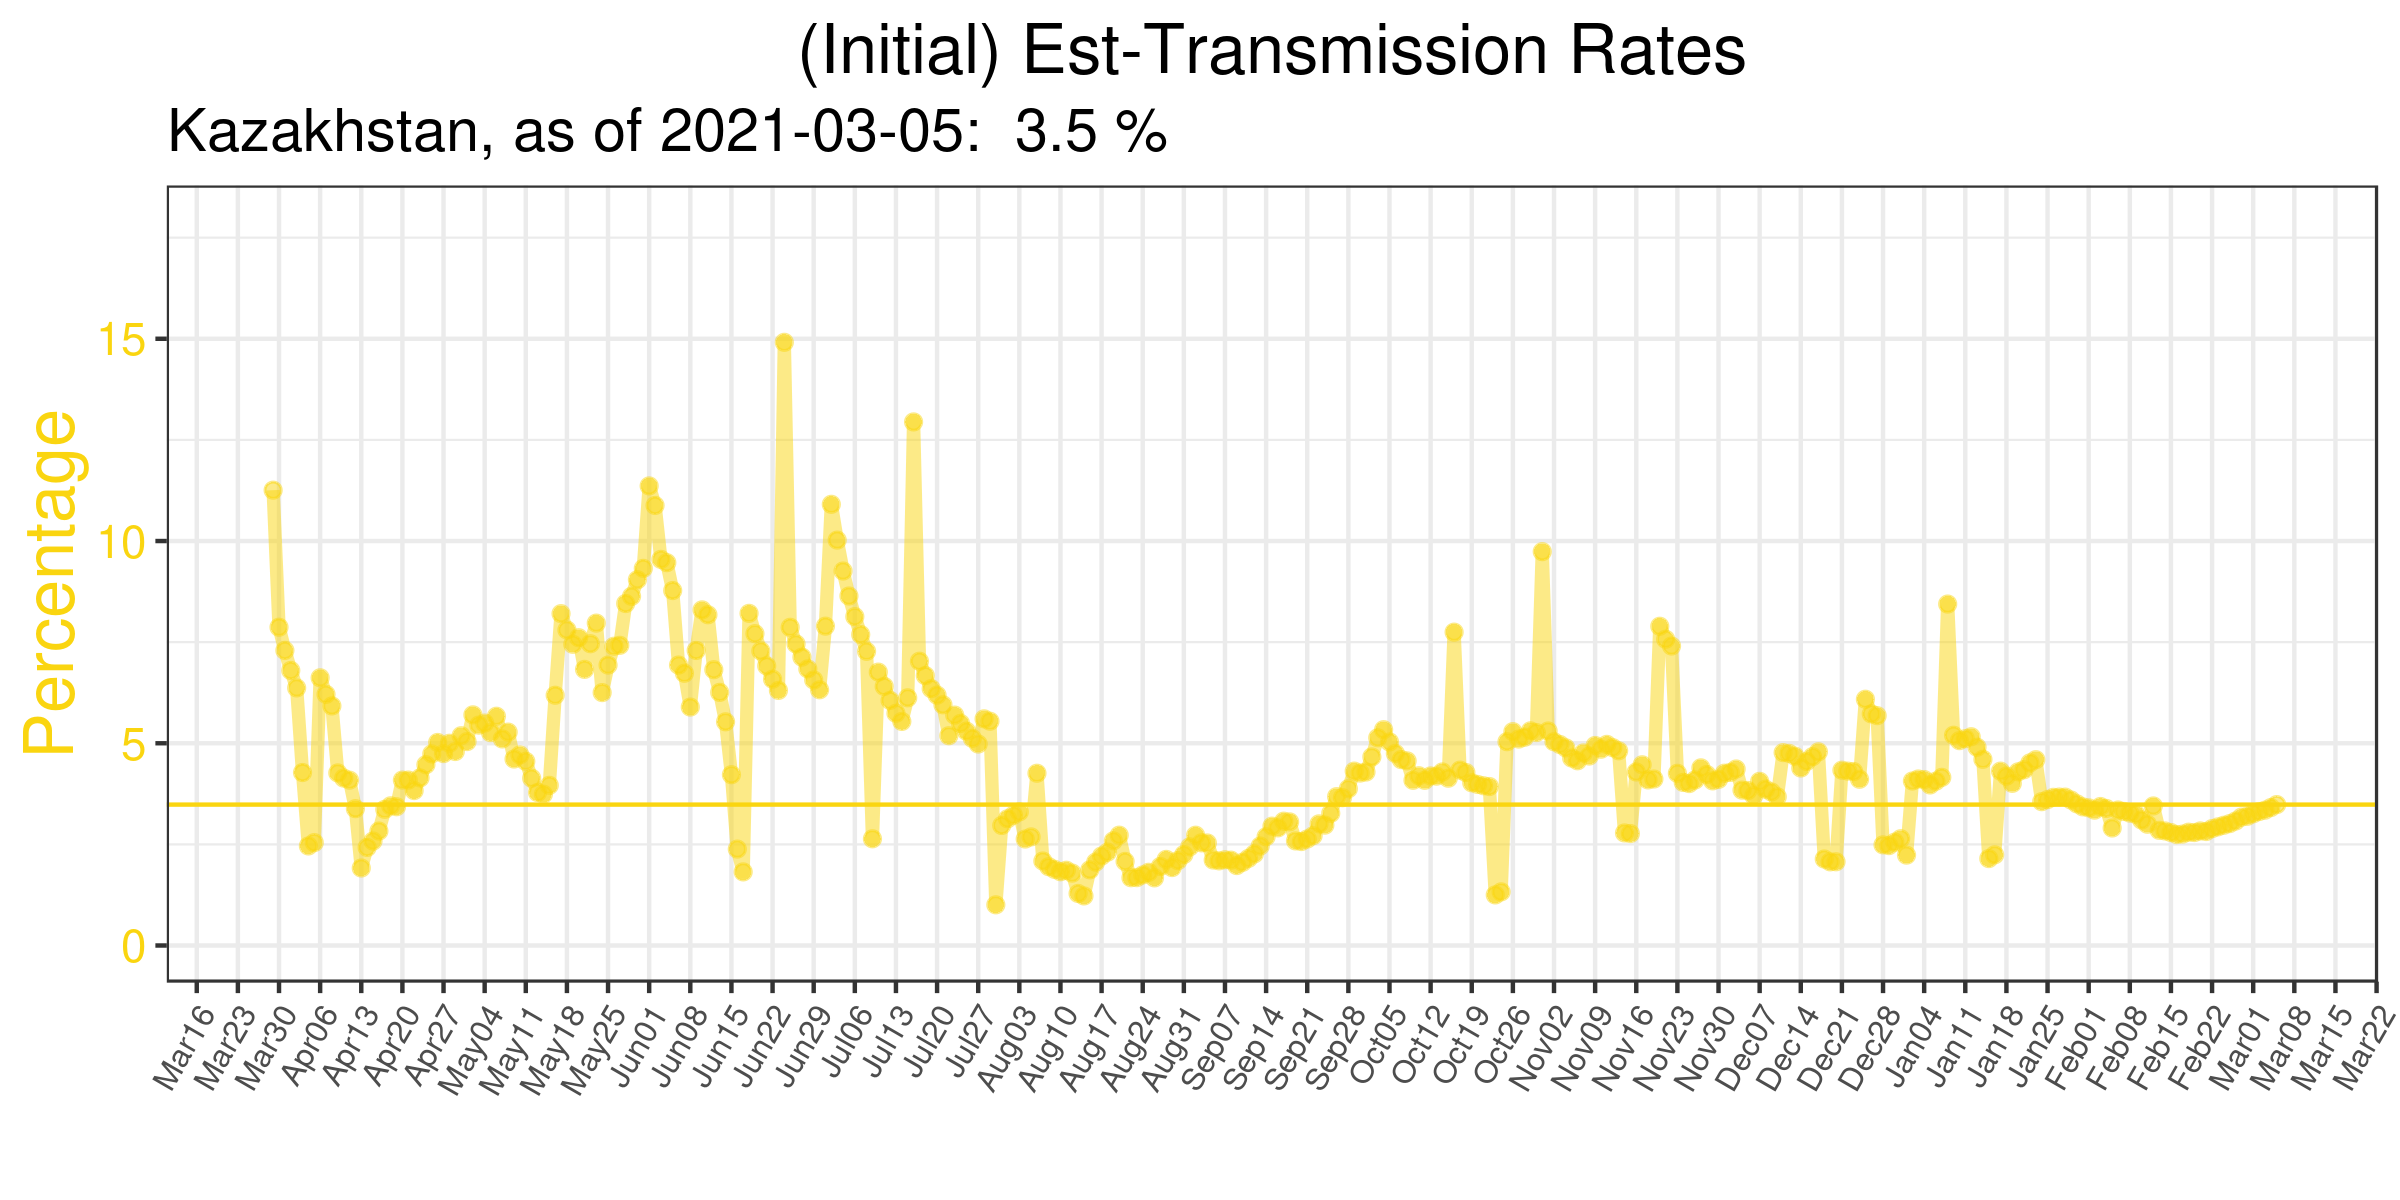 (Initial) Est-Transmission Rates
Kazakhstan, as of 2021-03-05:  3.5 %
Percentage
15
10
5
0
Mar16
Mar23
Mar30
Apr06
Apr13
Apr20
Apr27
May04
May11
May18
May25
Jun01
Jun08
Jun15
Jun22
Jun29
Jul06
Jul13
Jul20
Jul27
Aug03
Aug10
Aug17
Aug24
Aug31
Sep07
Sep14
Sep21
Sep28
Oct05
Oct12
Oct19
Oct26
Nov02
Nov09
Nov16
Nov23
Nov30
Dec07
Dec14
Dec21
Dec28
Jan04
Jan11
Jan18
Jan25
Feb01
Feb08
Feb15
Feb22
Mar01
Mar08
Mar15
Mar22